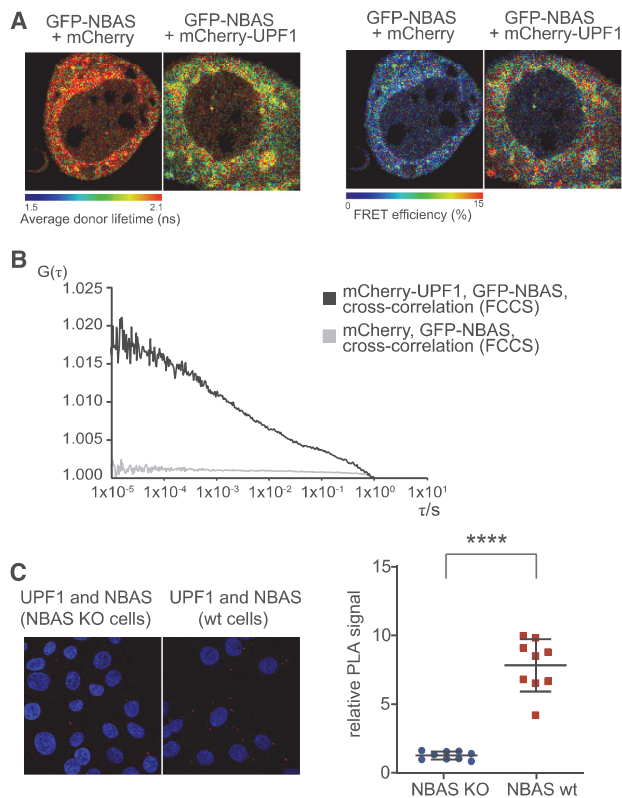 A
GFP-NBAS
+ mCherry
GFP-NBAS
+ mCherry-UPF1
GFP-NBAS
+ mCherry
GFP-NBAS
+ mCherry-UPF1
1.5
2.1
Average donor lifetime (ns)
0
15
FRET efficiency (%)
B
G(τ)
1.025
1.020
1.015
1.010
1.005
1.000
1x10⁻⁵
1x10⁻⁴
1x10⁻³
1x10⁻²
1x10⁻¹
1x10⁰
1x10¹
τ/s
mCherry-UPF1, GFP-NBAS,
cross-correlation (FCCS)
mCherry, GFP-NBAS,
cross-correlation (FCCS)
C
UPF1 and NBAS
(NBAS KO cells)
UPF1 and NBAS
(wt cells)
relative PLA signal
15
10
5
0
****
NBAS KO
NBAS wt